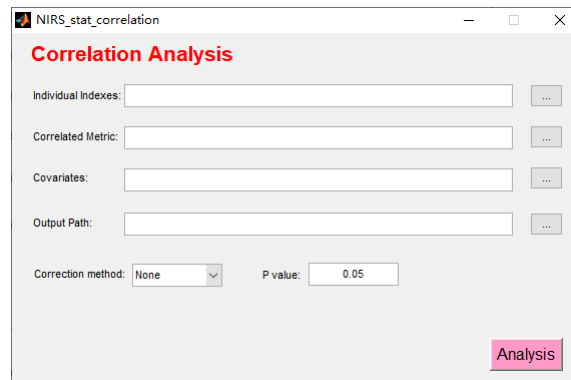 NIRS_stat_correlation
Correlation Analysis
Individual Indexes: ...
Correlated Metric: ...
Covariates: ...
Output Path: ...
Correction method: None P value: 0.05
Analysis